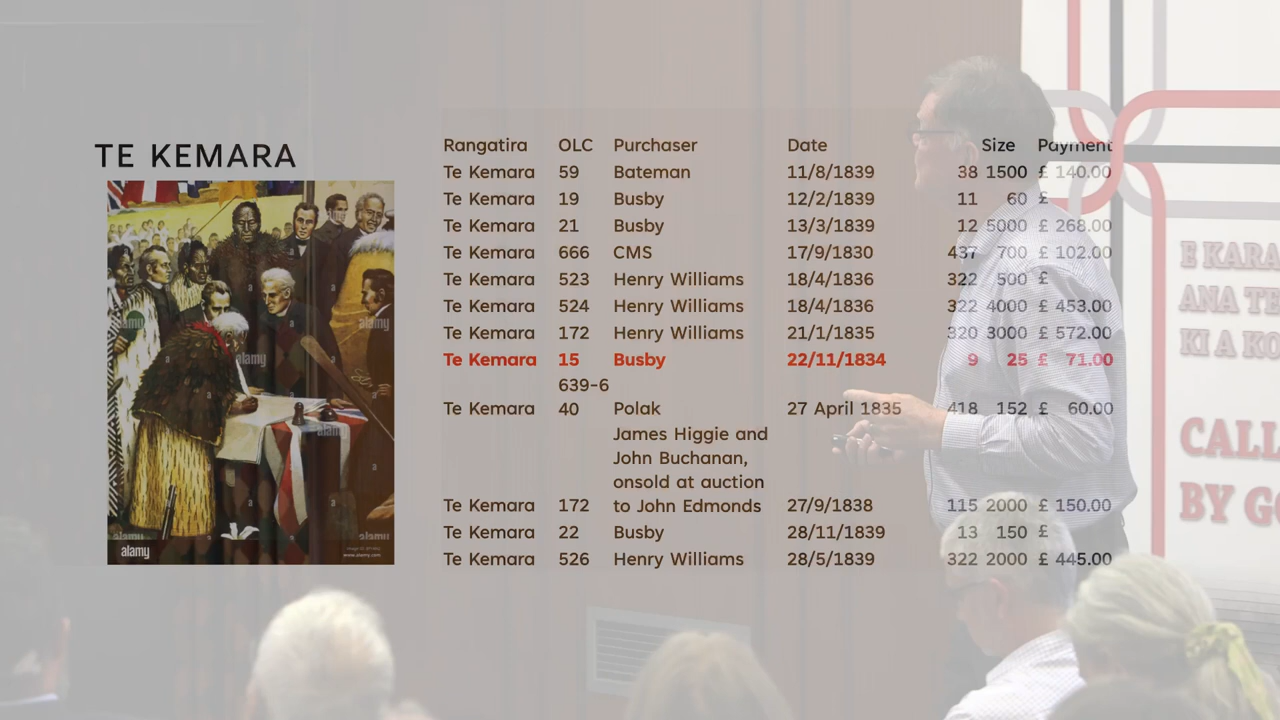 TE KEMARA
Rangatira OLC Purchaser Date Size Payment
Te Kemara 59 Bateman 11/8/1839 38 1500 £ 140.00
Te Kemara 19 Busby 12/2/1839 11 60 £
Te Kemara 21 Busby 13/3/1839 12 5000 £ 268.00
Te Kemara 666 CMS 17/9/1830 437 700 £ 102.00
Te Kemara 523 Henry Williams 18/4/1836 322 500 £
Te Kemara 524 Henry Williams 18/4/1836 322 4000 £ 453.00
Te Kemara 172 Henry Williams 21/1/1835 320 3000 £ 572.00
Te Kemara 15 Busby 22/11/1834 9 25 £ 71.00
639-6
Te Kemara 40 Polak 27 April 1835 418 152 £ 60.00
James Higgie and
John Buchanan,
onsold at auction
Te Kemara 172 to John Edmonds 27/9/1838 115 2000 £ 150.00
Te Kemara 22 Busby 28/11/1839 13 150 £
Te Kemara 526 Henry Williams 28/5/1839 322 2000 £ 445.00
alamy
alamy
alamy
alamy
alamy
alamy
alamy
www.alamy.com
E KARA
ANA TE
KI A KO
CALL
BY GO